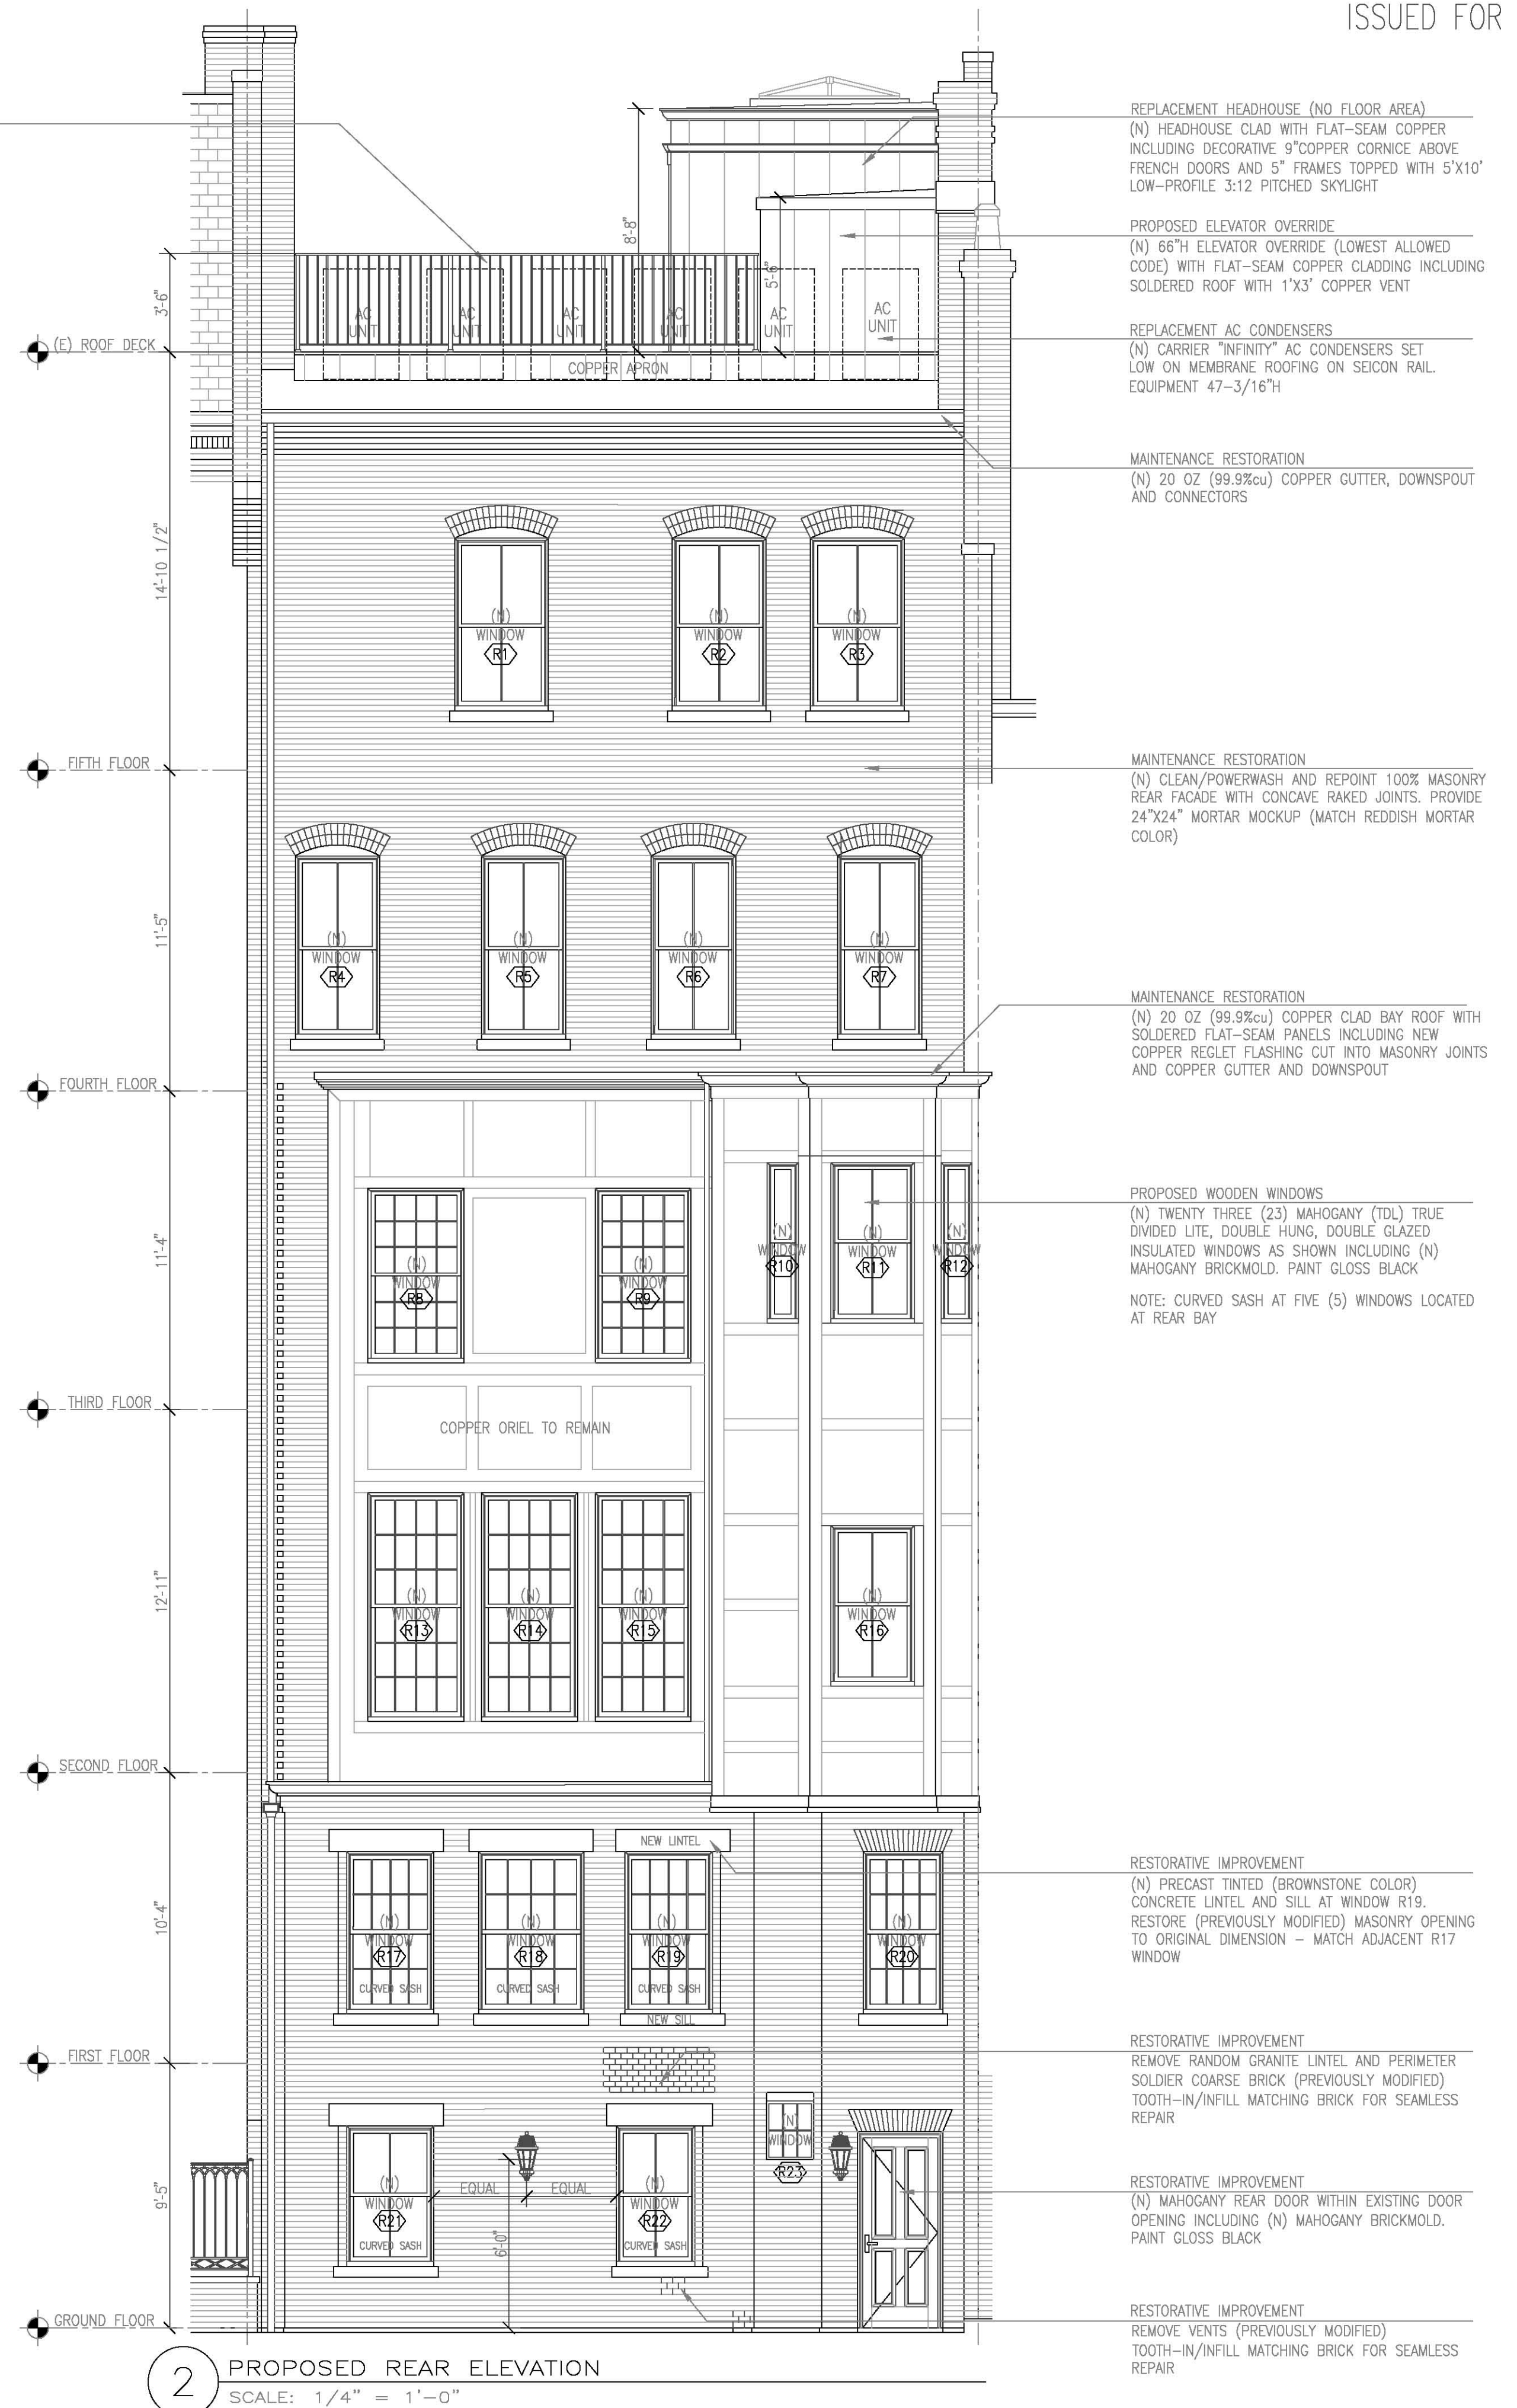 ISSUED FOR
REPLACEMENT HEADHOUSE (NO FLOOR AREA)
(N) HEADHOUSE CLAD WITH FLAT-SEAM COPPER
INCLUDING DECORATIVE 9"COPPER CORNICE ABOVE
FRENCH DOORS AND 5" FRAMES TOPPED WITH 5'X10'
LOW-PROFILE 3:12 PITCHED SKYLIGHT
PROPOSED ELEVATOR OVERRIDE
(N) 66"H ELEVATOR OVERRIDE (LOWEST ALLOWED
CODE) WITH FLAT-SEAM COPPER CLADDING INCLUDING
SOLDERED ROOF WITH 1'X3' COPPER VENT
8'-8"
5'-6"
3'-6"
AC
UNIT
AC
UNIT
AC
UNIT
AC
UNIT
AC
UNIT
AC
UNIT
REPLACEMENT AC CONDENSERS
(N) CARRIER "INFINITY" AC CONDENSERS SET
LOW ON MEMBRANE ROOFING ON SEICON RAIL.
EQUIPMENT 47-3/16"H
(E) ROOF DECK
COPPER APRON
MAINTENANCE RESTORATION
(N) 20 OZ (99.9%cu) COPPER GUTTER, DOWNSPOUT
AND CONNECTORS
14'-10 1/2"
(N)
WINDOW
R1
(N)
WINDOW
R2
(N)
WINDOW
R3
FIFTH FLOOR
MAINTENANCE RESTORATION
(N) CLEAN/POWERWASH AND REPOINT 100% MASONRY
REAR FACADE WITH CONCAVE RAKED JOINTS. PROVIDE
24"X24" MORTAR MOCKUP (MATCH REDDISH MORTAR
COLOR)
11'-5"
(N)
WINDOW
R4
(N)
WINDOW
R5
(N)
WINDOW
R6
(N)
WINDOW
R7
MAINTENANCE RESTORATION
(N) 20 OZ (99.9%cu) COPPER CLAD BAY ROOF WITH
SOLDERED FLAT-SEAM PANELS INCLUDING NEW
COPPER REGLET FLASHING CUT INTO MASONRY JOINTS
AND COPPER GUTTER AND DOWNSPOUT
FOURTH FLOOR
11'-4"
(N)
WINDOW
R8
(N)
WINDOW
R9
(N)
WINDOW
R10
(N)
WINDOW
R11
(N)
WINDOW
R12
PROPOSED WOODEN WINDOWS
(N) TWENTY THREE (23) MAHOGANY (TDL) TRUE
DIVIDED LITE, DOUBLE HUNG, DOUBLE GLAZED
INSULATED WINDOWS AS SHOWN INCLUDING (N)
MAHOGANY BRICKMOLD. PAINT GLOSS BLACK
NOTE: CURVED SASH AT FIVE (5) WINDOWS LOCATED
AT REAR BAY
THIRD FLOOR
COPPER ORIEL TO REMAIN
12'-11"
(N)
WINDOW
R13
(N)
WINDOW
R14
(N)
WINDOW
R15
(N)
WINDOW
R16
SECOND FLOOR
NEW LINTEL
RESTORATIVE IMPROVEMENT
(N) PRECAST TINTED (BROWNSTONE COLOR)
CONCRETE LINTEL AND SILL AT WINDOW R19.
RESTORE (PREVIOUSLY MODIFIED) MASONRY OPENING
TO ORIGINAL DIMENSION - MATCH ADJACENT R17
WINDOW
10'-4"
(N)
WINDOW
R17
CURVED SASH
(N)
WINDOW
R18
CURVED SASH
(N)
WINDOW
R19
CURVED SASH
NEW SILL
(N)
WINDOW
R20
FIRST FLOOR
RESTORATIVE IMPROVEMENT
REMOVE RANDOM GRANITE LINTEL AND PERIMETER
SOLDIER COARSE BRICK (PREVIOUSLY MODIFIED)
TOOTH-IN/INFILL MATCHING BRICK FOR SEAMLESS
REPAIR
9'-5"
(N)
WINDOW
R21
CURVED SASH
EQUAL
EQUAL
6'-0"
(N)
WINDOW
R22
CURVED SASH
(N)
WINDOW
R23
RESTORATIVE IMPROVEMENT
(N) MAHOGANY REAR DOOR WITHIN EXISTING DOOR
OPENING INCLUDING (N) MAHOGANY BRICKMOLD.
PAINT GLOSS BLACK
GROUND FLOOR
RESTORATIVE IMPROVEMENT
REMOVE VENTS (PREVIOUSLY MODIFIED)
TOOTH-IN/INFILL MATCHING BRICK FOR SEAMLESS
REPAIR
2
PROPOSED REAR ELEVATION
SCALE: 1/4" = 1'-0"